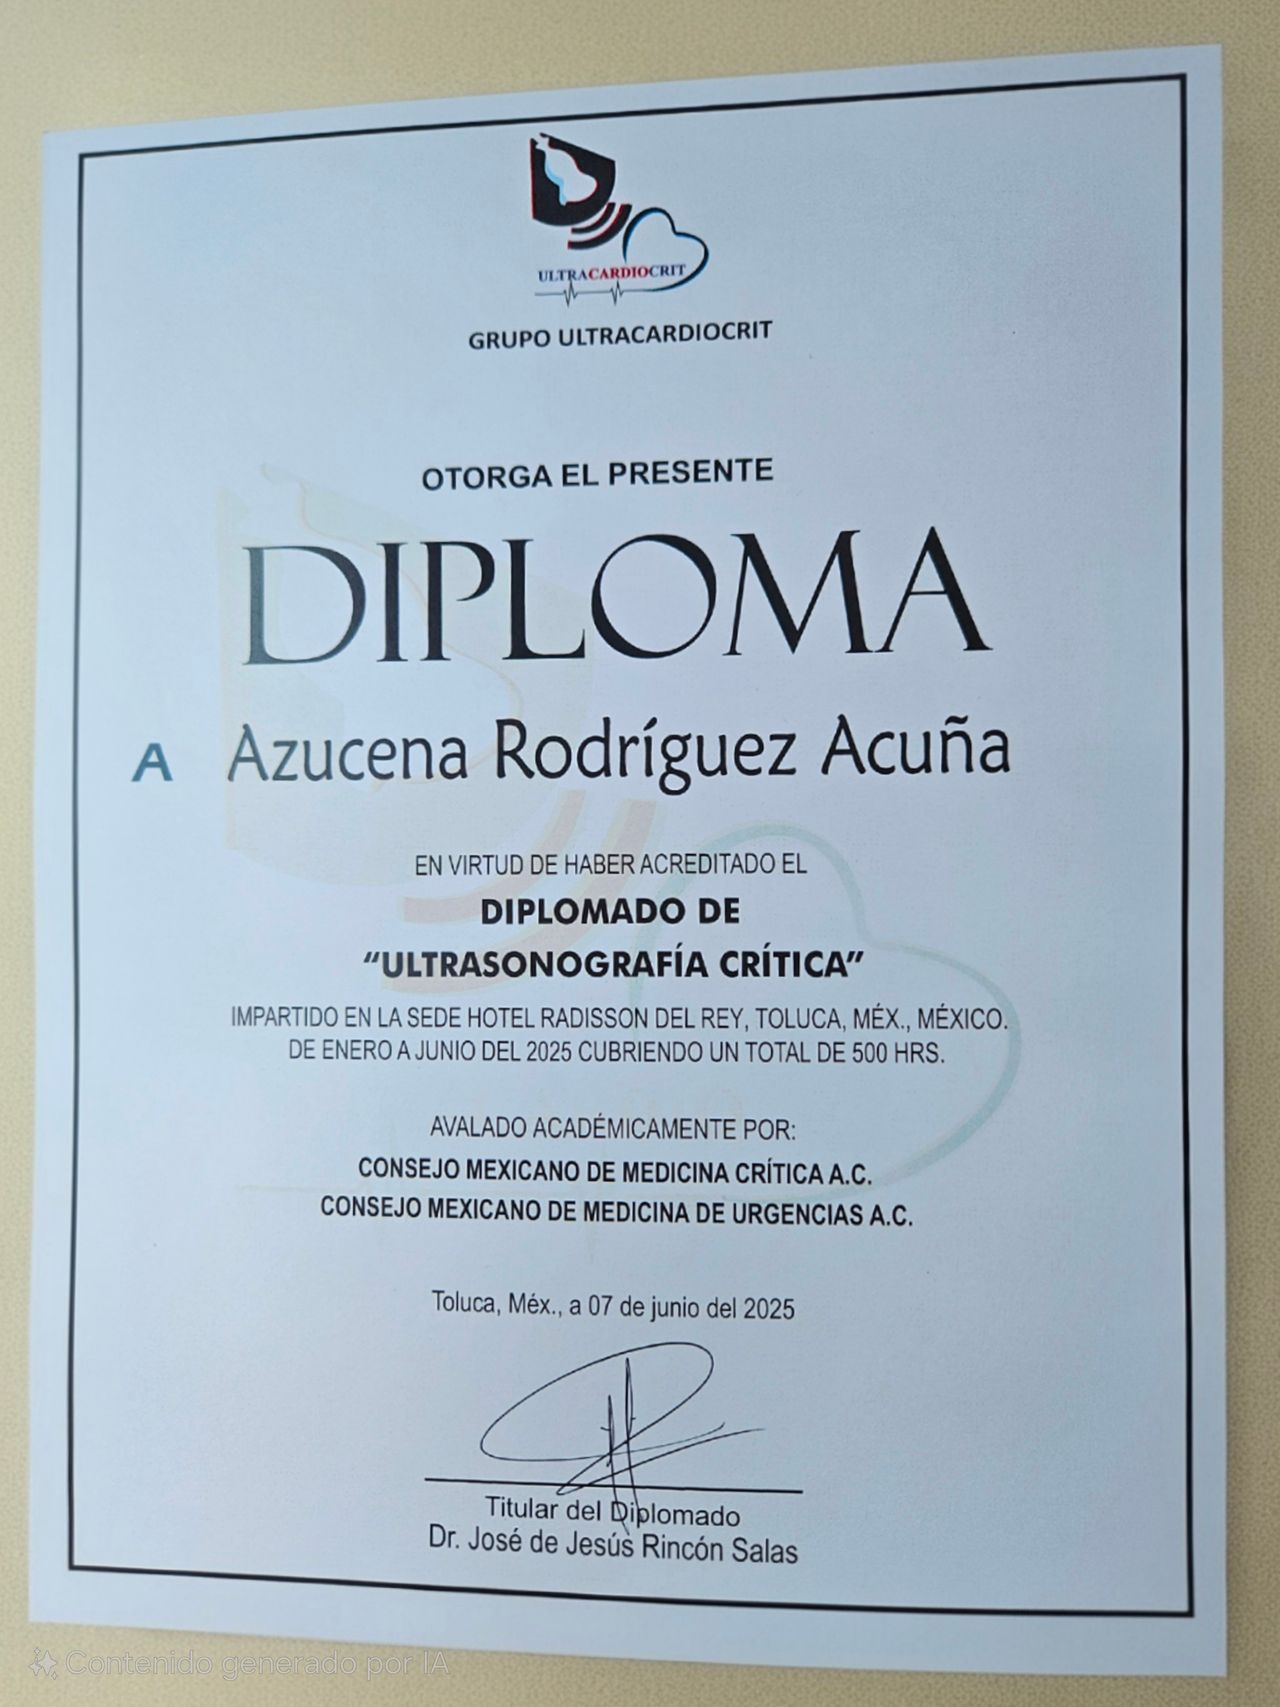 ULTRACARDIOCRIT
GRUPO ULTRACARDIOCRIT
OTORGA EL PRESENTE
DIPLOMA
A Azucena Rodríguez Acuña
EN VIRTUD DE HABER ACREDITADO EL
DIPLOMADO DE
“ULTRASONOGRAFÍA CRÍTICA”
IMPARTIDO EN LA SEDE HOTEL RADISSON DEL REY, TOLUCA, MÉX., MÉXICO.
DE ENERO A JUNIO DEL 2025 CUBRIENDO UN TOTAL DE 500 HRS.
AVALADO ACADÉMICAMENTE POR:
CONSEJO MEXICANO DE MEDICINA CRÍTICA A.C.
CONSEJO MEXICANO DE MEDICINA DE URGENCIAS A.C.
Toluca, Méx., a 07 de junio del 2025
Titular del Diplomado
Dr. José de Jesús Rincón Salas
Contenido generado por IA